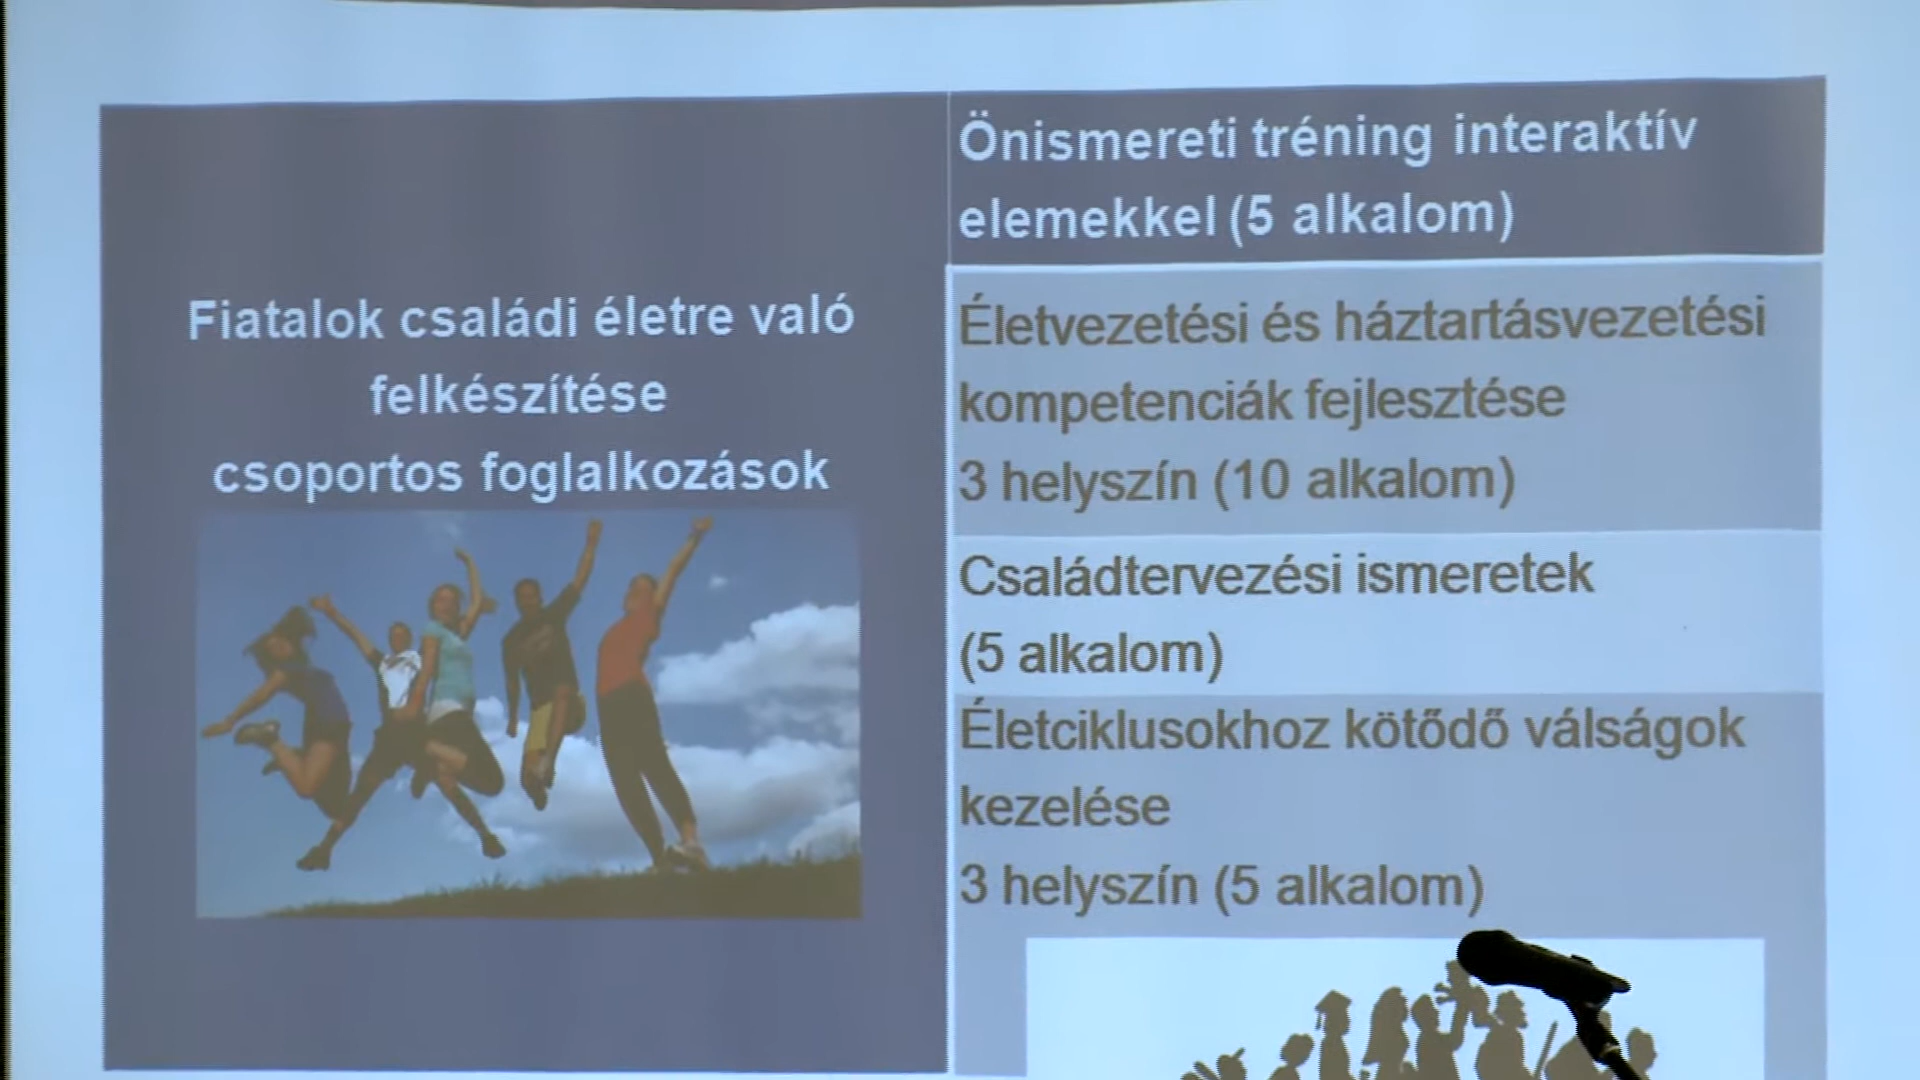 Fiatalok családi életre való
felkészítése
csoportos foglalkozások
Önismereti tréning interaktív
elemekkel (5 alkalom)
Életvezetési és háztartásvezetési
kompetenciák fejlesztése
3 helyszín (10 alkalom)
Családtervezési ismeretek
(5 alkalom)
Életciklusokhoz kötődő válságok
kezelése
3 helyszín (5 alkalom)